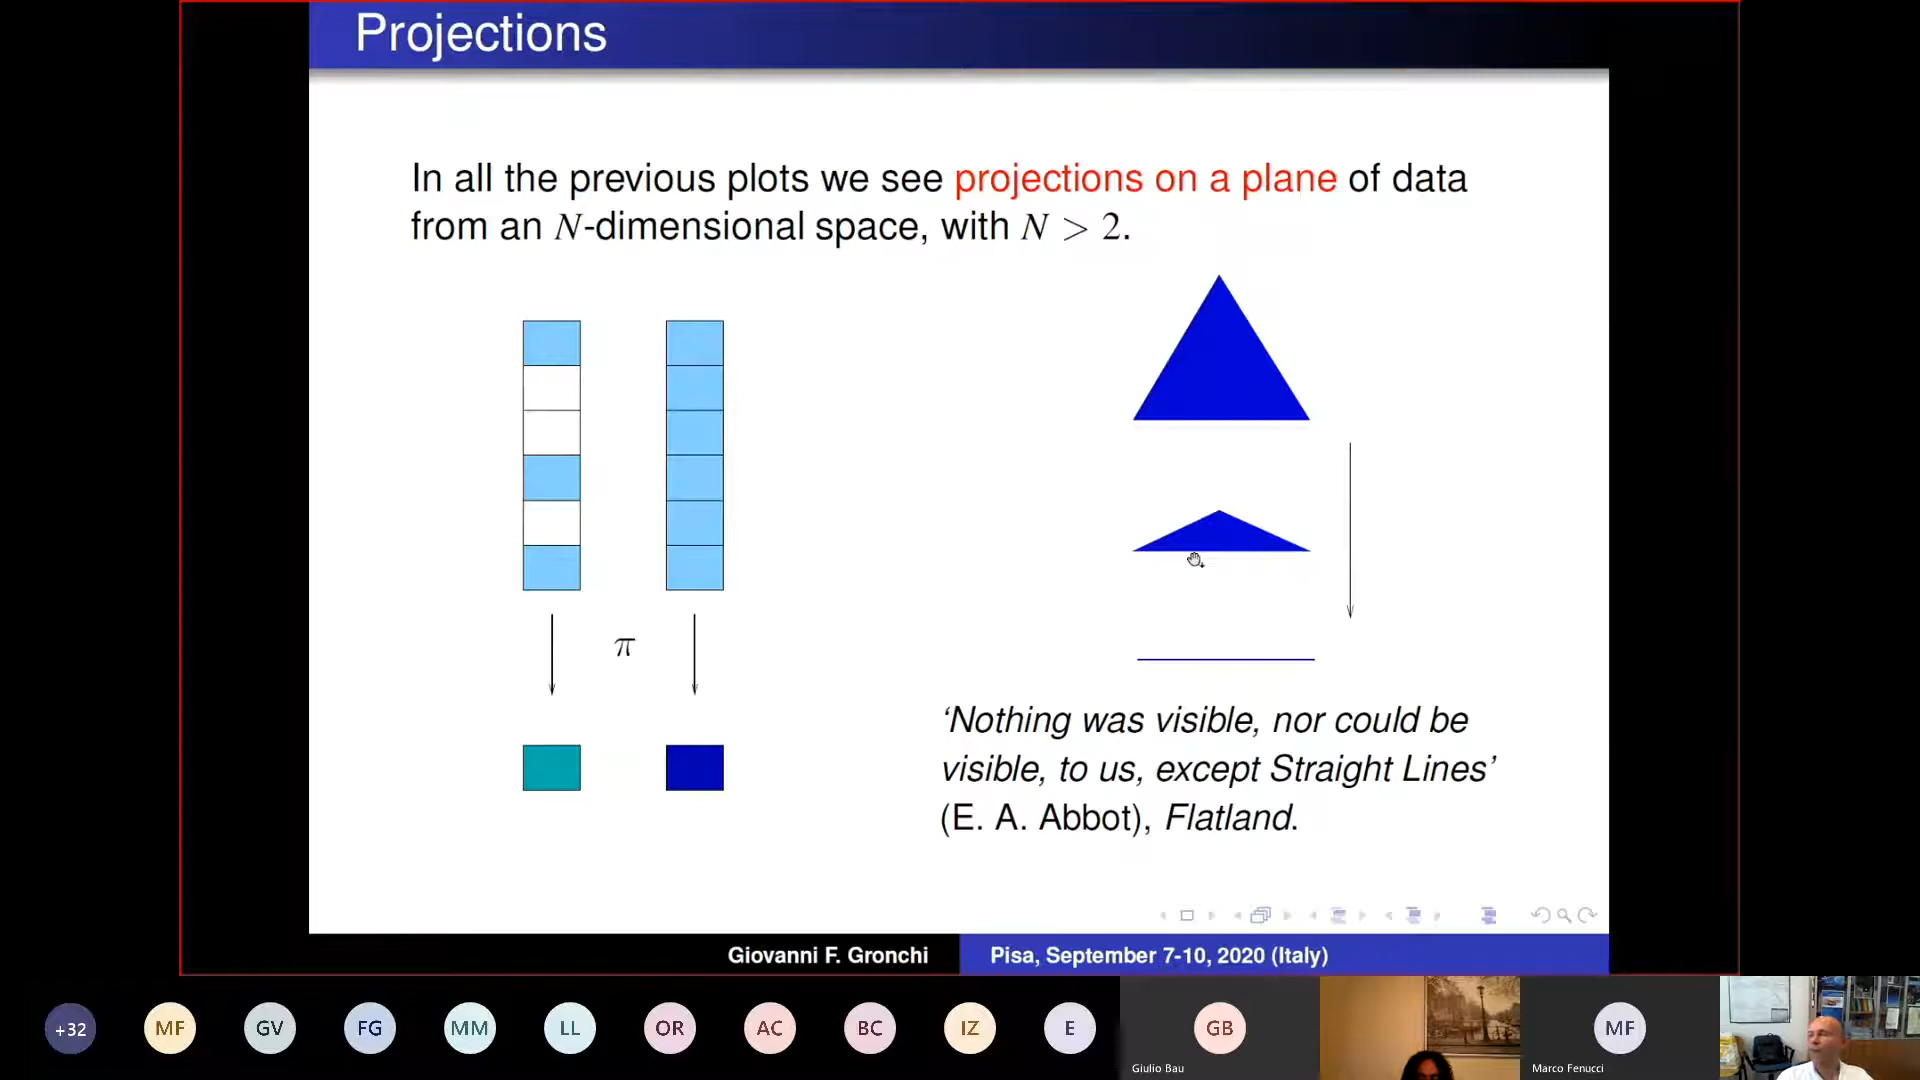 Projections
In all the previous plots we see projections on a plane of data
from an N-dimensional space, with N > 2.
π
‘Nothing was visible, nor could be
visible, to us, except Straight Lines’
(E. A. Abbot), Flatland.
Giovanni F. Gronchi
Pisa, September 7-10, 2020 (Italy)
+32
MF
GV
FG
MM
LL
OR
AC
BC
IZ
E
GB
Giulio Bau
MF
Marco Fenucci